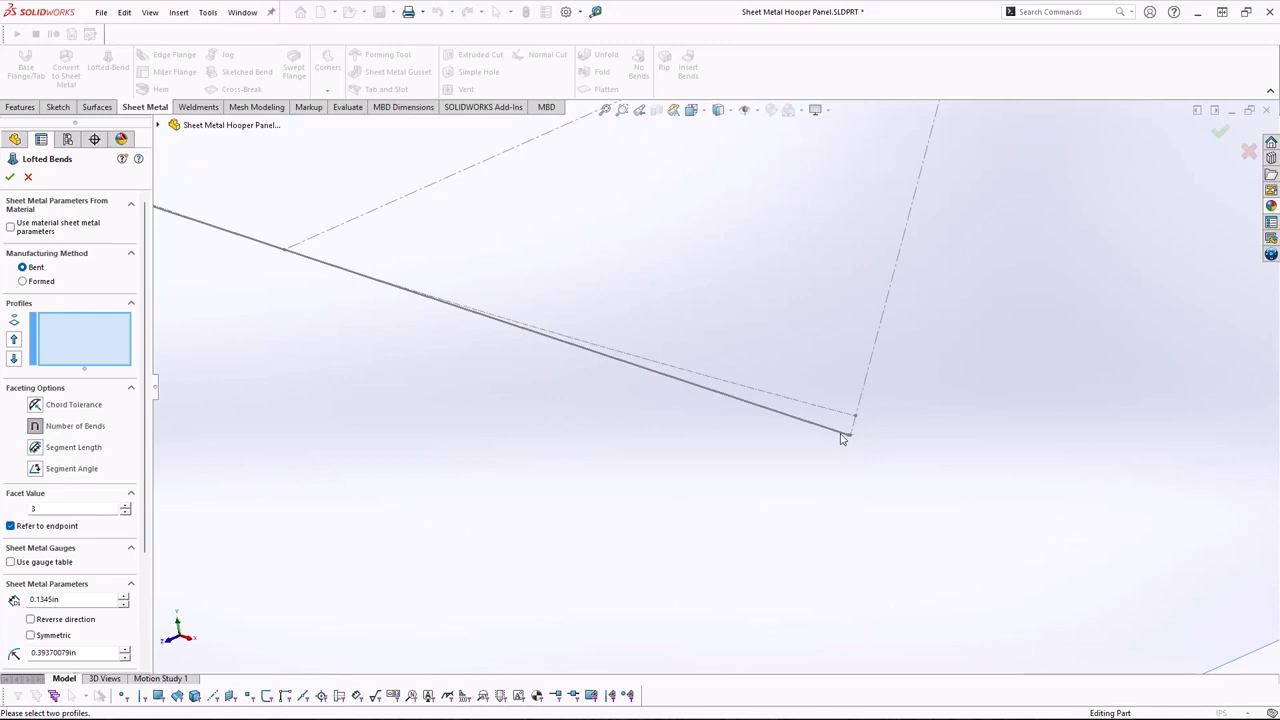 SOLIDWORKS File Edit View Insert Tools Window Sheet Metal Hooper Panel.SLDPRT * Search Commands
Base Flange/Tab Convert to Sheet Metal Lofted-Bend Edge Flange Miter Flange Hem Jog Sketched Bend Cross-Break Swept Flange Corners Forming Tool Sheet Metal Gusset Tab and Slot Extruded Cut Simple Hole Vent Normal Cut Unfold Fold Flatten No Bends Rip Insert Bends
Features Sketch Surfaces Sheet Metal Weldments Mesh Modeling Markup Evaluate MBD Dimensions SOLIDWORKS Add-Ins MBD
Sheet Metal Hooper Panel...
Lofted Bends
Sheet Metal Parameters From
Material
Use material sheet metal
parameters
Manufacturing Method
Bent
Formed
Profiles
Faceting Options
Chord Tolerance
Number of Bends
Segment Length
Segment Angle
Facet Value
3
Refer to endpoint
Sheet Metal Gauges
Use gauge table
Sheet Metal Parameters
0.1345in
Reverse direction
Symmetric
0.39370079in
Y
Z X
Model 3D Views Motion Study 1
Please select two profiles. Editing Part IPS